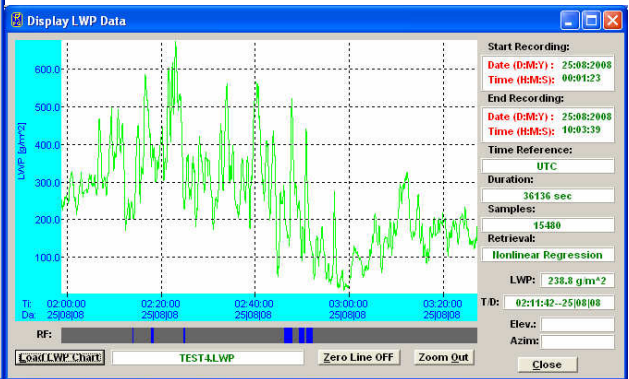 Display LWP Data
LWP [g/m^2]
600.0
500.0
400.0
300.0
200.0
100.0
Ti: 02:00:00 02:20:00 02:40:00 03:00:00 03:20:00
Da: 25|08|08 25|08|08 25|08|08 25|08|08 25|08|08
RF:
Load LWP Chart TEST4.LWP Zero Line OFF Zoom Out
Start Recording:
Date (D:M:Y) : 25:08:2008
Time (H:M:S): 00:01:23
End Recording:
Date (D:M:Y) : 25:08:2008
Time (H:M:S): 10:03:39
Time Reference:
UTC
Duration:
36136 sec
Samples:
15480
Retrieval:
Nonlinear Regression
LWP: 238.8 g/m^2
T/D: 02:11:42--25|08|08
Elev.:
Azim:
Close